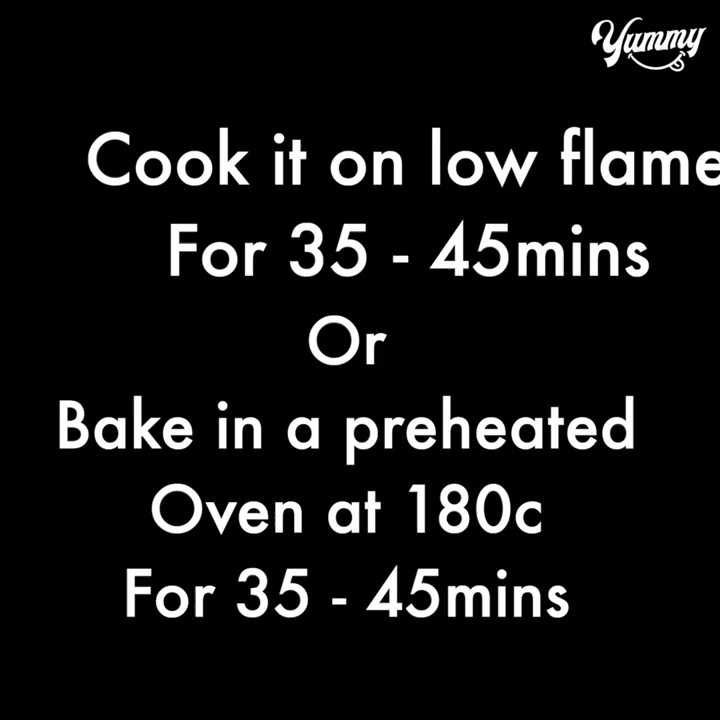 Yummy
Cook it on low flame
For 35 - 45mins
Or
Bake in a preheated
Oven at 180c
For 35 - 45mins